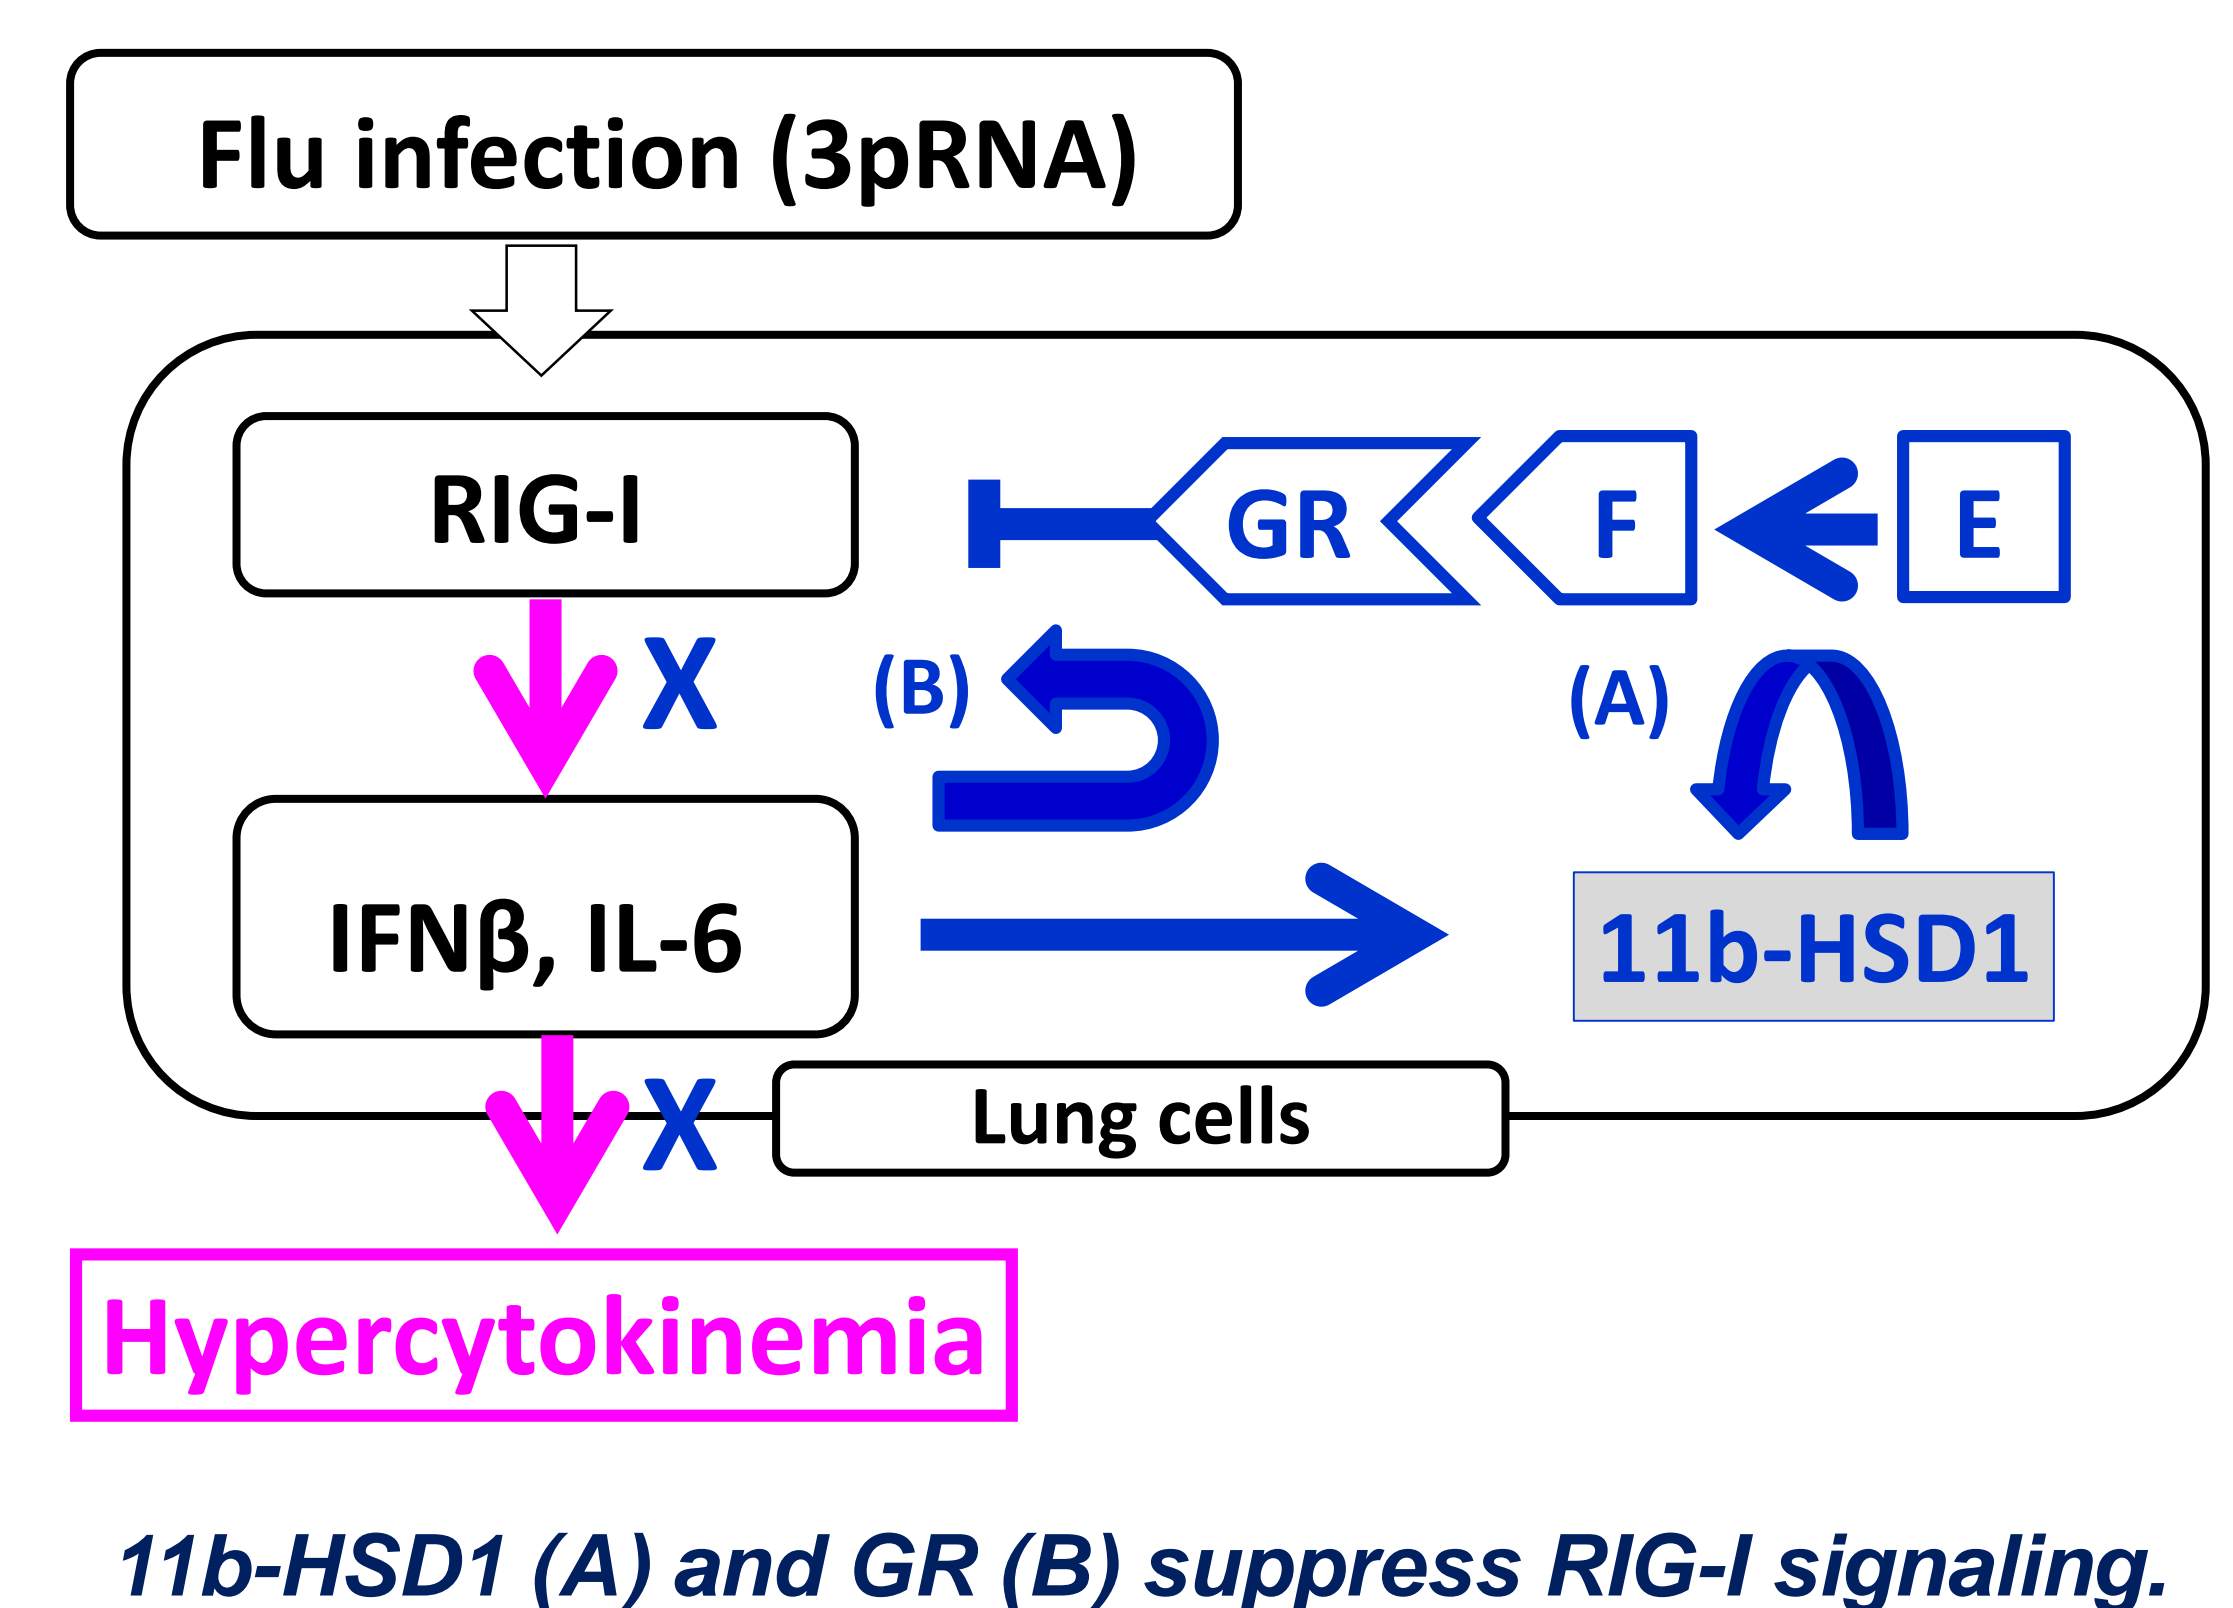 Flu infection (3pRNA)
RIG-I
GR
F
E
X
(B)
(A)
IFNβ, IL-6
11b-HSD1
X
Lung cells
Hypercytokinemia
11b-HSD1 (A) and GR (B) suppress RIG-I signaling.